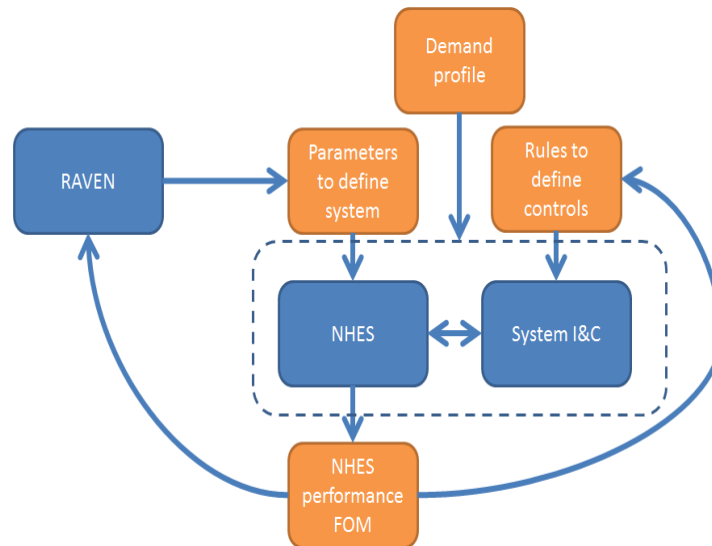 Demand
profile
RAVEN
Parameters
to define
system
Rules to
define
controls
NHES
System I&C
NHES
performance
FOM